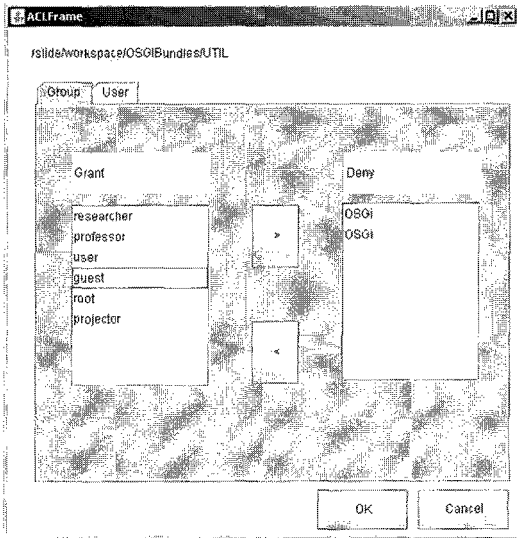 ACLFrame
/slide/workspace/OSGIBundles/UTIL
Group User
Grant
Deny
researcher
professor
user
guest
root
projector
OSGi
OSGi
>
<
OK Cancel